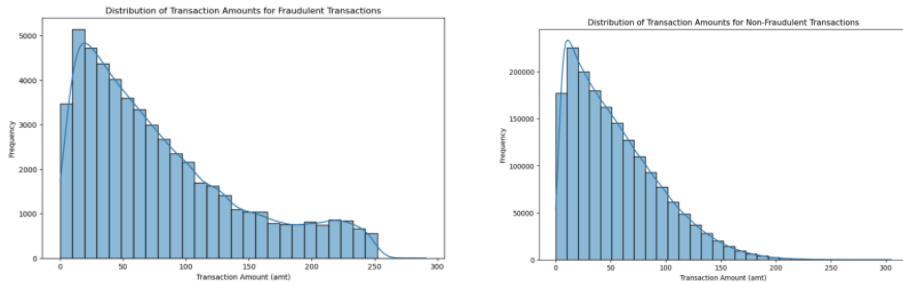 Distribution of Transaction Amounts for Fraudulent Transactions
5000
4000
3000
2000
1000
0
Frequency
0 50 100 150 200 250 300
Transaction Amount (amt)
Distribution of Transaction Amounts for Non-Fraudulent Transactions
200000
150000
100000
50000
0
Frequency
0 50 100 150 200 250 300
Transaction Amount (amt)